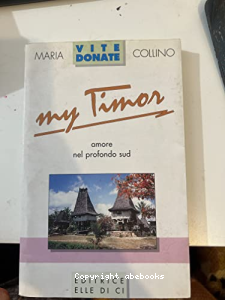 VITE
MARIA DONATE COLLINO
my Timor
amore
nel profondo sud
EDITRICE
ELLE DI CI
Copyright abebooks